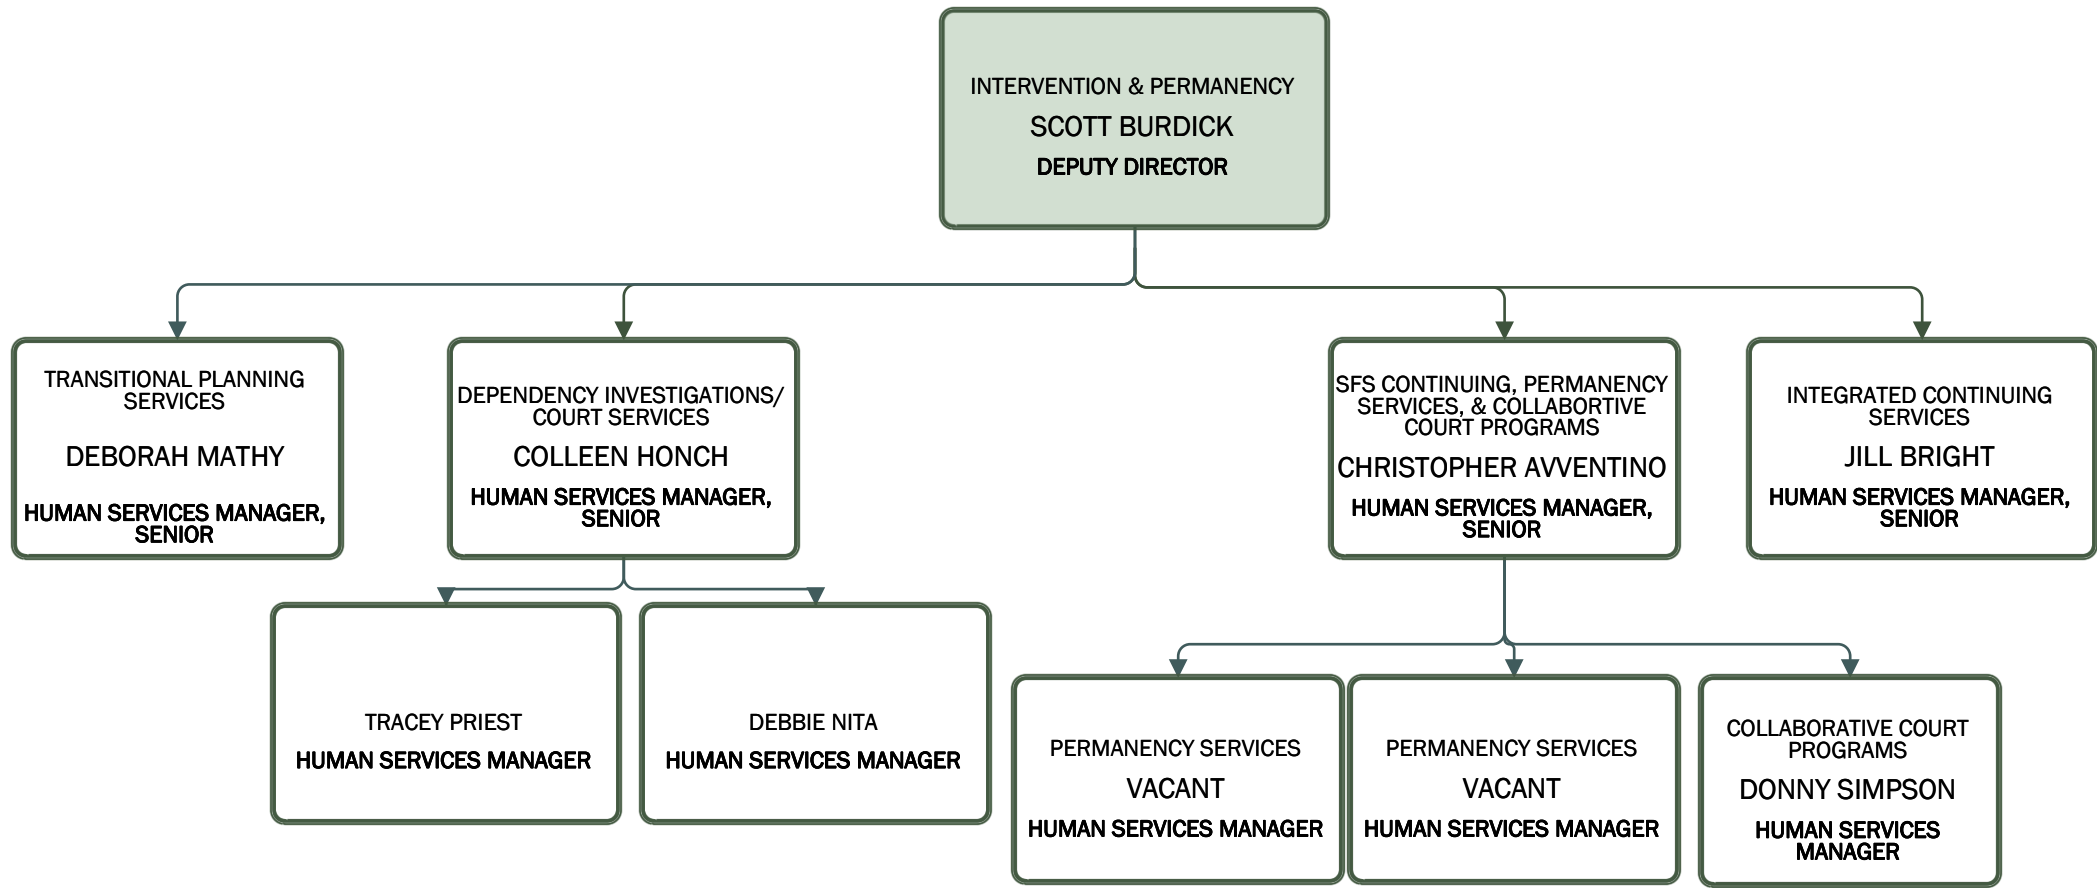 INTERVENTION & PERMANENCY
SCOTT BURDICK
DEPUTY DIRECTOR
TRANSITIONAL PLANNING
SERVICES
DEBORAH MATHY
HUMAN SERVICES MANAGER,
SENIOR
DEPENDENCY INVESTIGATIONS/
COURT SERVICES
COLLEEN HONCH
HUMAN SERVICES MANAGER,
SENIOR
SFS CONTINUING, PERMANENCY
SERVICES, & COLLABORTIVE
COURT PROGRAMS
CHRISTOPHER AVVENTINO
HUMAN SERVICES MANAGER,
SENIOR
INTEGRATED CONTINUING
SERVICES
JILL BRIGHT
HUMAN SERVICES MANAGER,
SENIOR
TRACEY PRIEST
HUMAN SERVICES MANAGER
DEBBIE NITA
HUMAN SERVICES MANAGER
PERMANENCY SERVICES
VACANT
HUMAN SERVICES MANAGER
PERMANENCY SERVICES
VACANT
HUMAN SERVICES MANAGER
COLLABORATIVE COURT
PROGRAMS
DONNY SIMPSON
HUMAN SERVICES
MANAGER